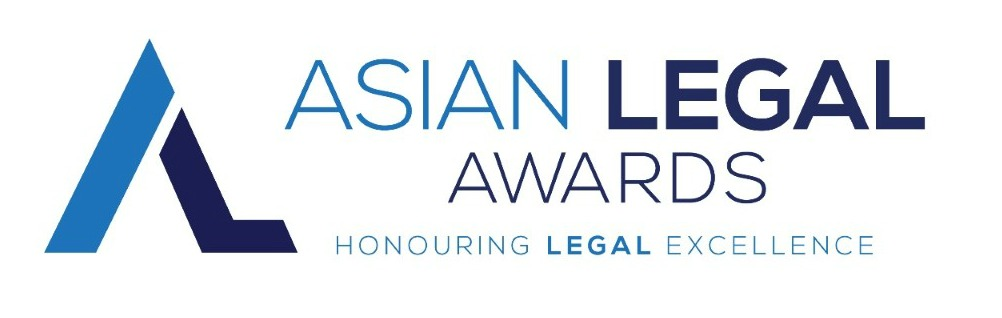 ASIAN LEGAL
AWARDS
HONOURING LEGAL EXCELLENCE